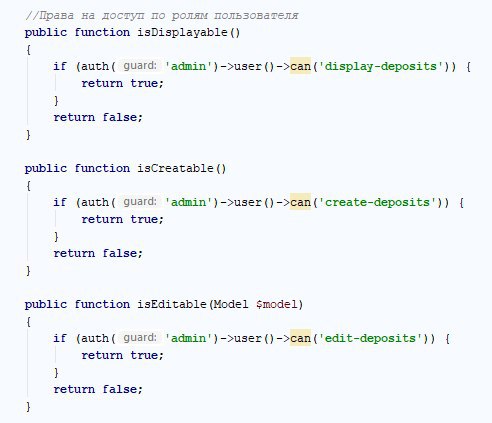 //Права на доступ по ролям пользователя
public function isDisplayable()
{
if (auth( guard: 'admin')->user()->can('display-deposits')) {
return true;
}
return false;
}
public function isCreatable()
{
if (auth( guard: 'admin')->user()->can('create-deposits')) {
return true;
}
return false;
}
public function isEditable(Model $model)
{
if (auth( guard: 'admin')->user()->can('edit-deposits')) {
return true;
}
return false;
}